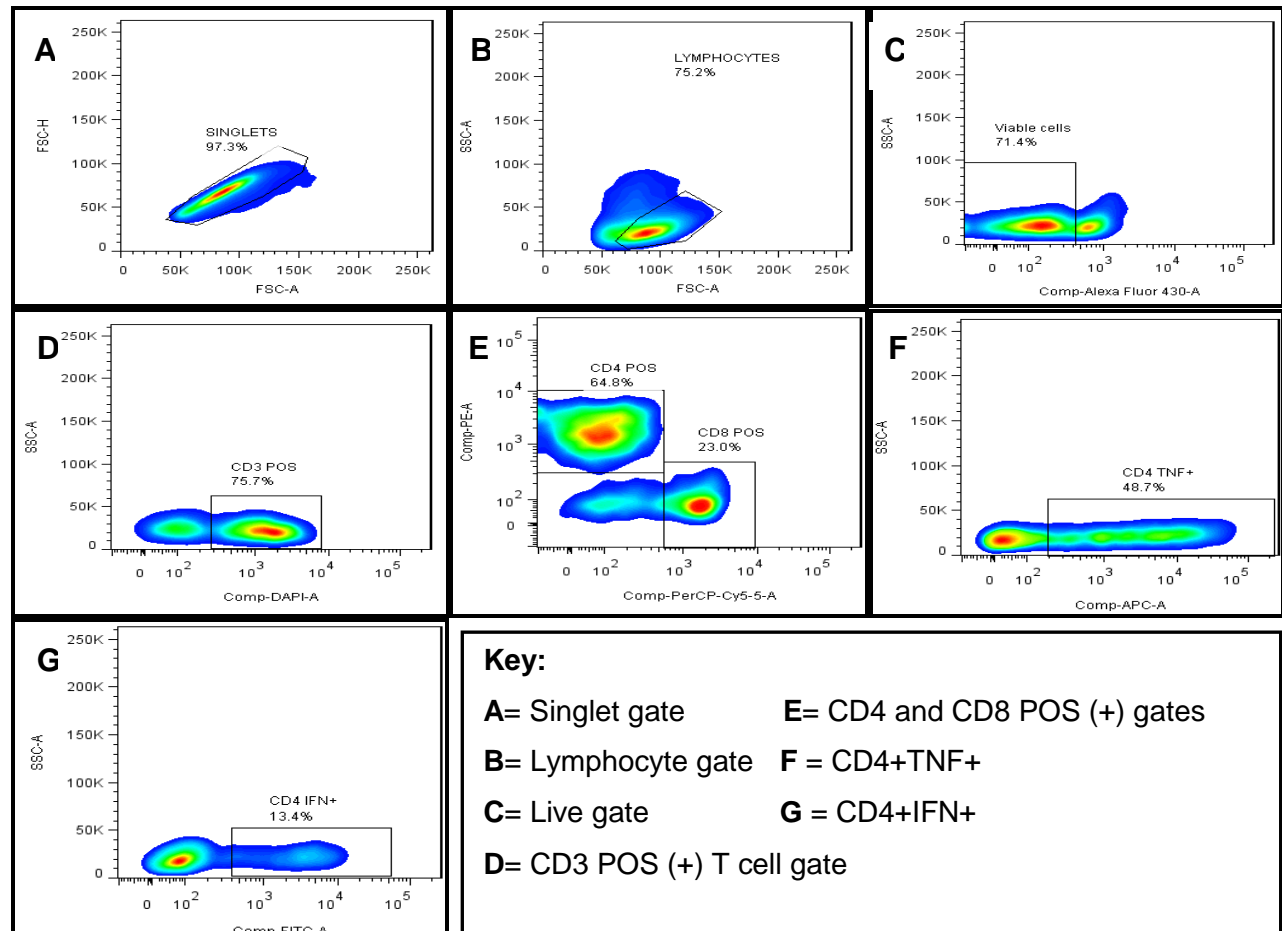 A
250K
200K
150K
100K
50K
0
FSC-H
SINGLETS
97.3%
0 50K 100K 150K 200K 250K
FSC-A
B
250K
200K
150K
100K
50K
0
SSC-A
LYMPHOCYTES
75.2%
0 50K 100K 150K 200K 250K
FSC-A
C
250K
200K
150K
100K
50K
0
SSC-A
Viable cells
71.4%
0 10^2 10^3 10^4 10^5
Comp-Alexa Fluor 430-A
D
250K
200K
150K
100K
50K
0
SSC-A
CD3 POS
75.7%
0 10^2 10^3 10^4 10^5
Comp-DAPI-A
E
10^5
10^4
10^3
10^2
0
Comp-PE-A
CD4 POS
64.8%
CD8 POS
23.0%
0 10^2 10^3 10^4 10^5
Comp-PerCP-Cy5-5-A
F
250K
200K
150K
100K
50K
0
SSC-A
CD4 TNF+
48.7%
0 10^2 10^3 10^4 10^5
Comp-APC-A
G
250K
200K
150K
100K
50K
0
SSC-A
CD4 IFN+
13.4%
0 10^2 10^3 10^4 10^5
Comp-FITC-A
Key:
A= Singlet gate E= CD4 and CD8 POS (+) gates
B= Lymphocyte gate F = CD4+TNF+
C= Live gate G = CD4+IFN+
D= CD3 POS (+) T cell gate